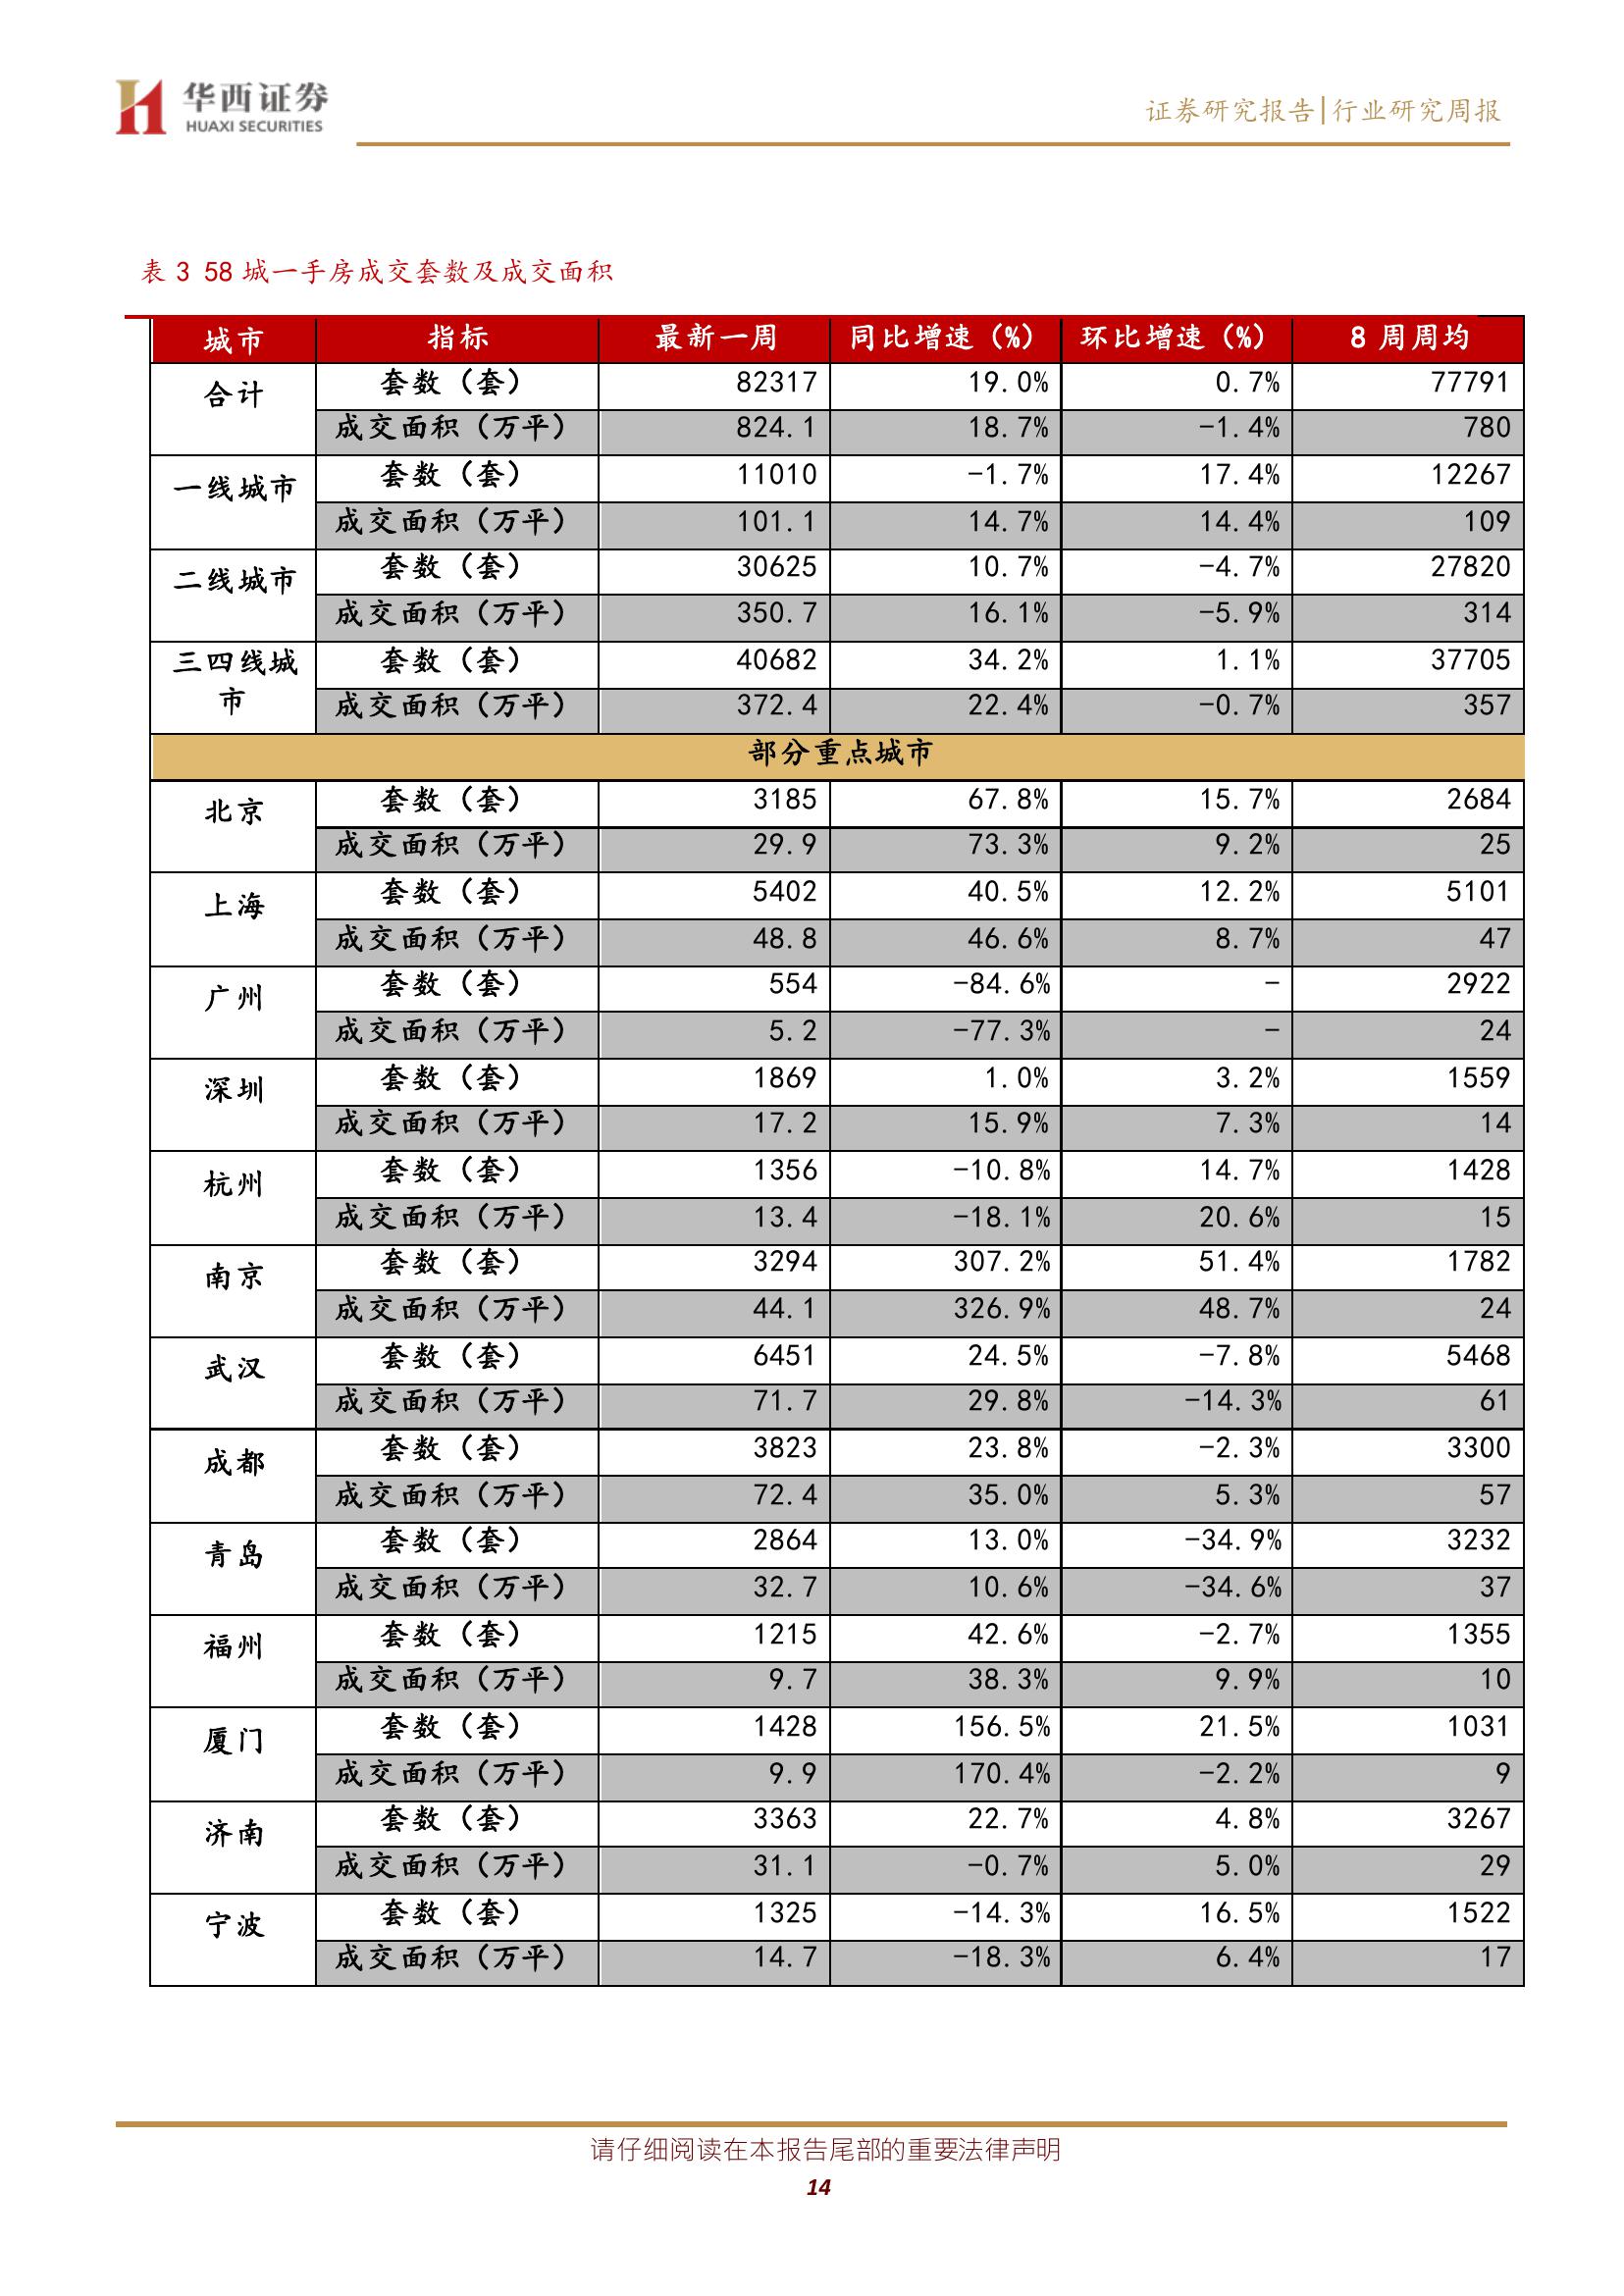 华西证券
HUAXI SECURITIES
证券研究报告|行业研究周报
表 3 58 城一手房成交套数及成交面积
城市 指标 最新一周 同比增速（%） 环比增速（%） 8 周周均
合计 套数（套） 82317 19.0% 0.7% 77791
成交面积（万平） 824.1 18.7% -1.4% 780
一线城市 套数（套） 11010 -1.7% 17.4% 12267
成交面积（万平） 101.1 14.7% 14.4% 109
二线城市 套数（套） 30625 10.7% -4.7% 27820
成交面积（万平） 350.7 16.1% -5.9% 314
三四线城市 套数（套） 40682 34.2% 1.1% 37705
成交面积（万平） 372.4 22.4% -0.7% 357
部分重点城市
北京 套数（套） 3185 67.8% 15.7% 2684
成交面积（万平） 29.9 73.3% 9.2% 25
上海 套数（套） 5402 40.5% 12.2% 5101
成交面积（万平） 48.8 46.6% 8.7% 47
广州 套数（套） 554 -84.6% - 2922
成交面积（万平） 5.2 -77.3% - 24
深圳 套数（套） 1869 1.0% 3.2% 1559
成交面积（万平） 17.2 15.9% 7.3% 14
杭州 套数（套） 1356 -10.8% 14.7% 1428
成交面积（万平） 13.4 -18.1% 20.6% 15
南京 套数（套） 3294 307.2% 51.4% 1782
成交面积（万平） 44.1 326.9% 48.7% 24
武汉 套数（套） 6451 24.5% -7.8% 5468
成交面积（万平） 71.7 29.8% -14.3% 61
成都 套数（套） 3823 23.8% -2.3% 3300
成交面积（万平） 72.4 35.0% 5.3% 57
青岛 套数（套） 2864 13.0% -34.9% 3232
成交面积（万平） 32.7 10.6% -34.6% 37
福州 套数（套） 1215 42.6% -2.7% 1355
成交面积（万平） 9.7 38.3% 9.9% 10
厦门 套数（套） 1428 156.5% 21.5% 1031
成交面积（万平） 9.9 170.4% -2.2% 9
济南 套数（套） 3363 22.7% 4.8% 3267
成交面积（万平） 31.1 -0.7% 5.0% 29
宁波 套数（套） 1325 -14.3% 16.5% 1522
成交面积（万平） 14.7 -18.3% 6.4% 17
请仔细阅读在本报告尾部的重要法律声明
14